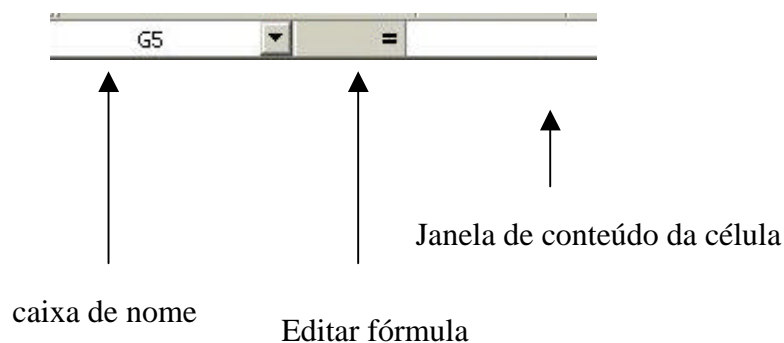 G5 =
Janela de conteúdo da célula
caixa de nome
Editar fórmula